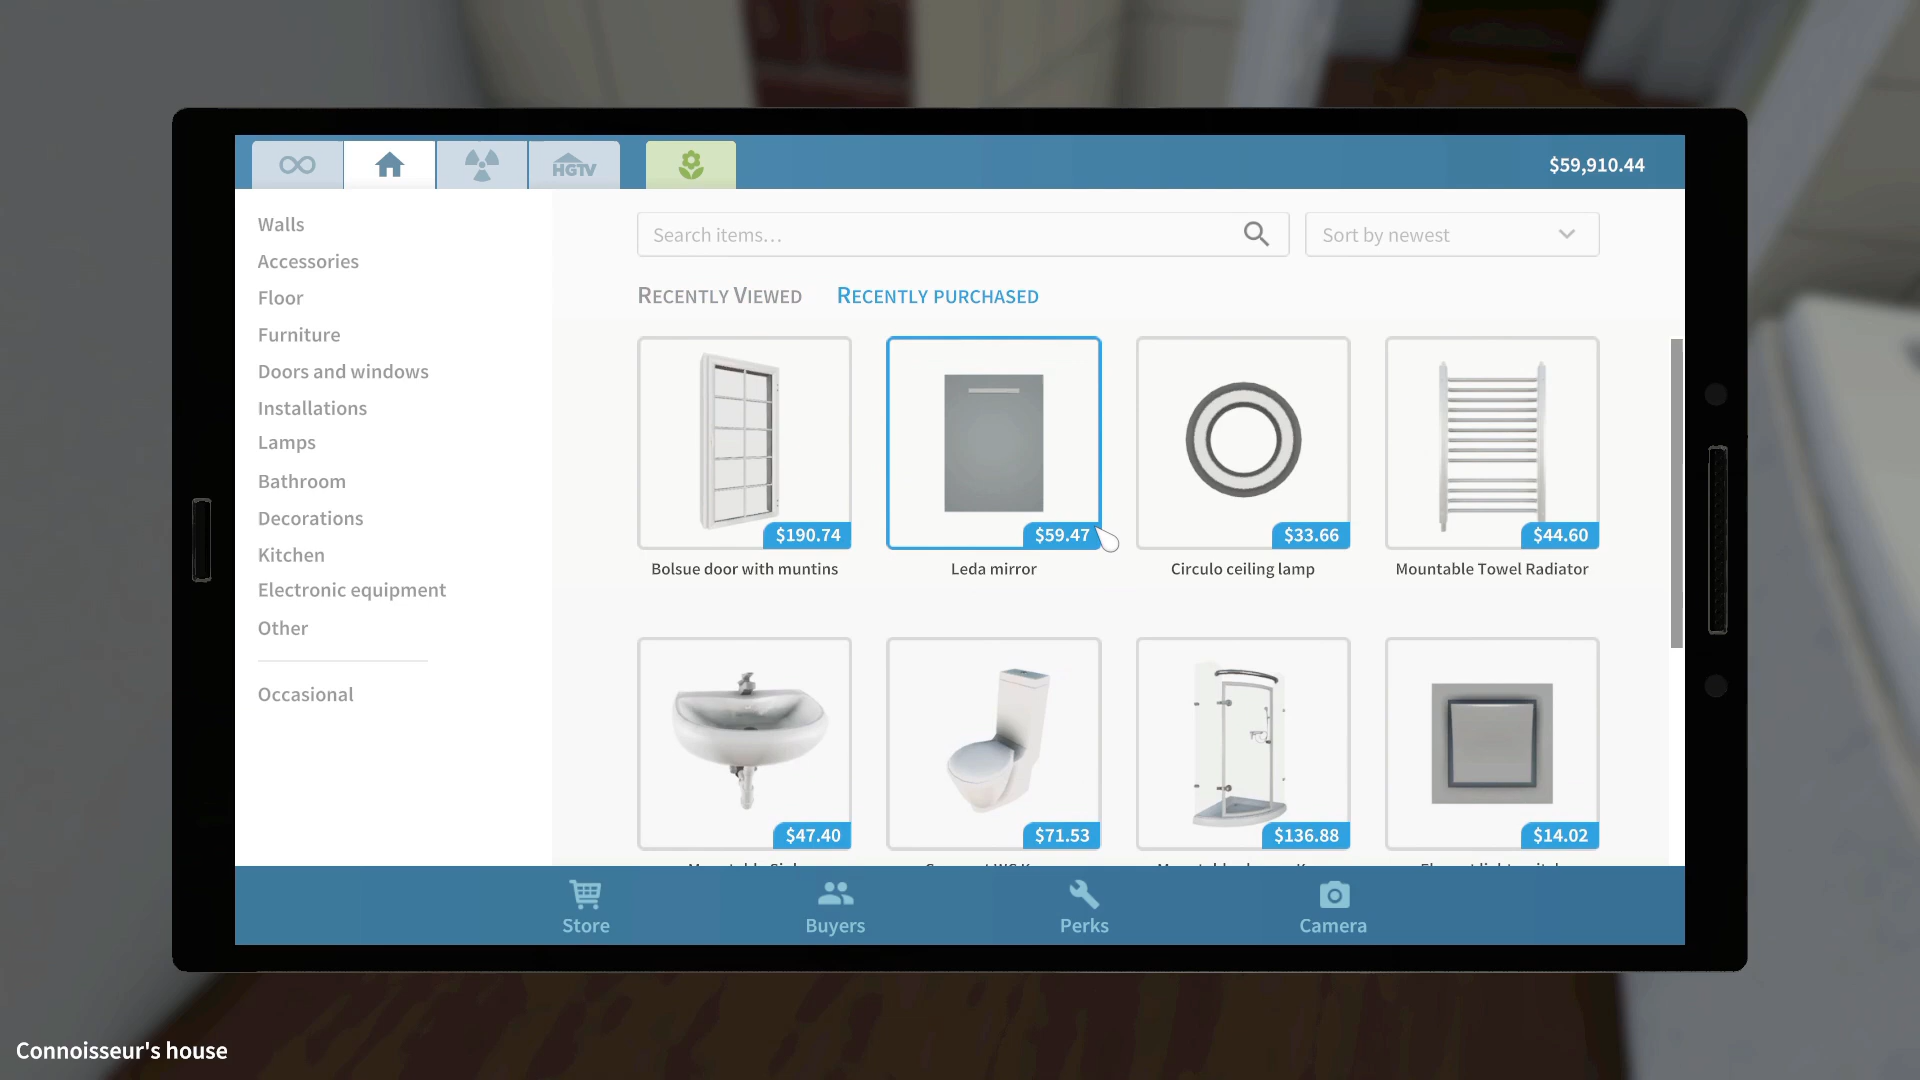 HGTV
$59,910.44
Walls
Accessories
Floor
Furniture
Doors and windows
Installations
Lamps
Bathroom
Decorations
Kitchen
Electronic equipment
Other
Occasional
Search items...
Sort by newest
RECENTLY VIEWED
RECENTLY PURCHASED
$190.74
$59.47
$33.66
$44.60
Bolsue door with muntins
Leda mirror
Circulo ceiling lamp
Mountable Towel Radiator
$47.40
$71.53
$136.88
$14.02
Store
Buyers
Perks
Camera
Connoisseur's house